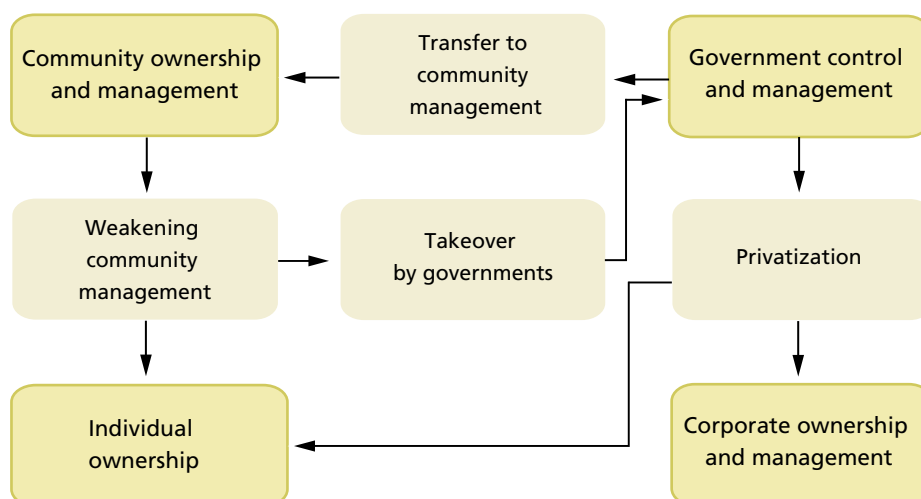 Community ownership
and management
Transfer to
community
management
Government control
and management
Weakening
community
management
Takeover
by governments
Privatization
Individual
ownership
Corporate ownership
and management